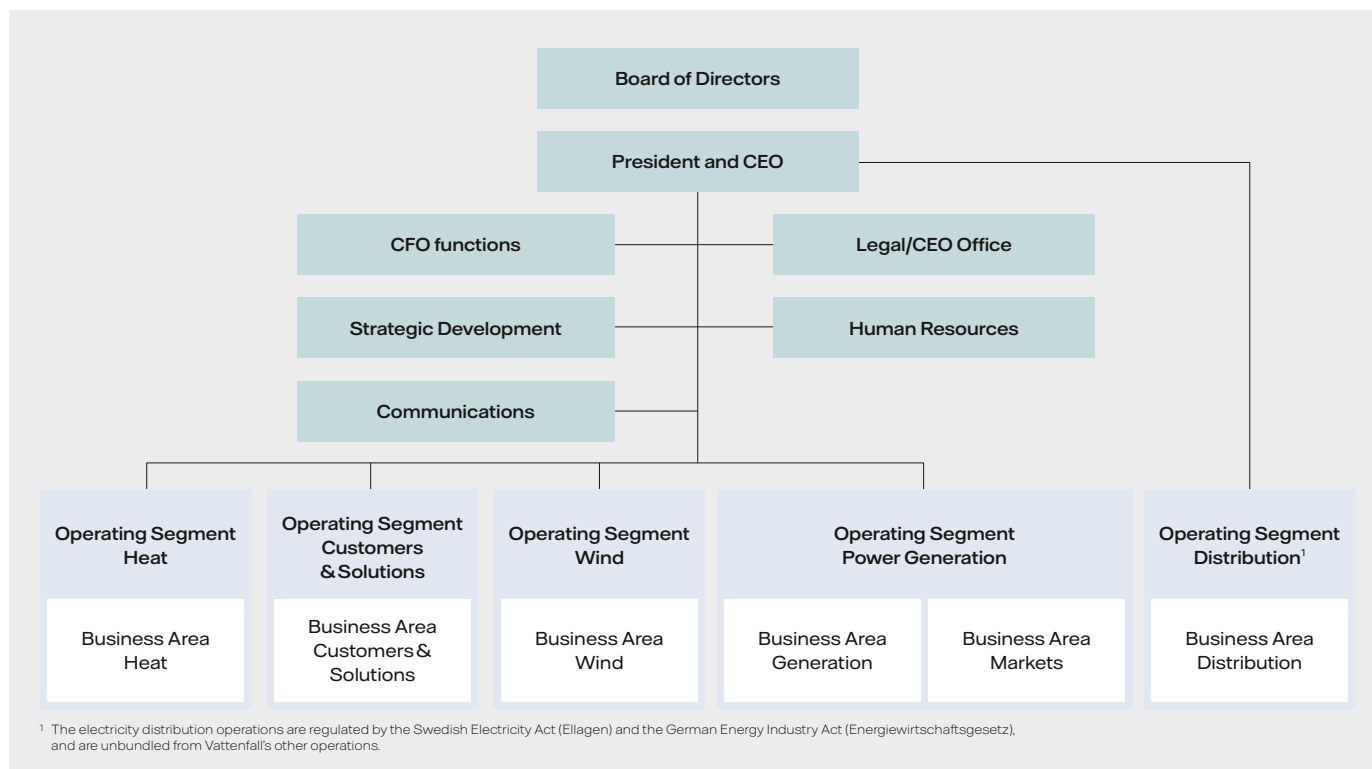 Board of Directors
President and CEO
CFO functions
Legal/CEO Office
Strategic Development
Human Resources
Communications
Operating Segment
Heat
Operating Segment
Customers
& Solutions
Operating Segment
Wind
Operating Segment
Power Generation
Operating Segment
Distribution¹
Business Area
Heat
Business Area
Customers &
Solutions
Business Area
Wind
Business Area
Generation
Business Area
Markets
Business Area
Distribution
¹ The electricity distribution operations are regulated by the Swedish Electricity Act (Ellagen) and the German Energy Industry Act (Energiewirtschaftsgesetz),
and are unbundled from Vattenfall's other operations.